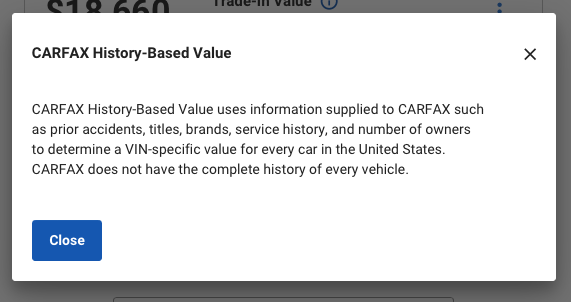 $18,660
Trade-In Value
CARFAX History-Based Value
CARFAX History-Based Value uses information supplied to CARFAX such
as prior accidents, titles, brands, service history, and number of owners
to determine a VIN-specific value for every car in the United States.
CARFAX does not have the complete history of every vehicle.
Close